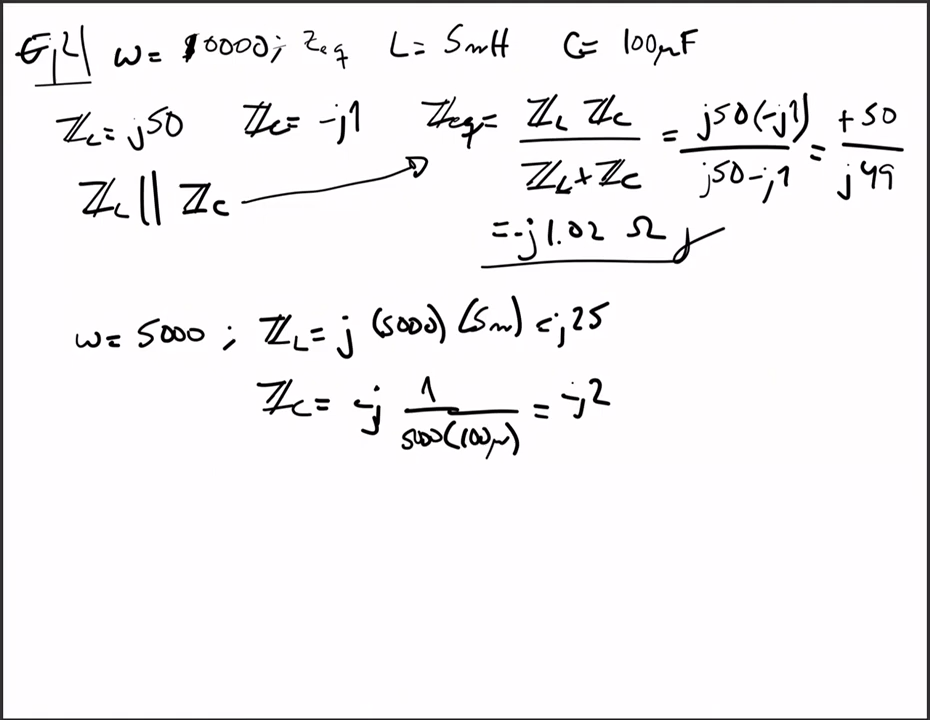 Ej2| ω= 10000; Zeq L= 5mH C= 100μF
ZL= j50 ZC= -j1 Zeq= ZL ZC / ZL+ZC = j50(-j1) / j50-j1 = +50 / j49
ZL || ZC
=-j1.02 Ω
ω= 5000 ; ZL= j (5000) (5m) = j25
ZC= -j 1 / 5000(100μ) = -j2